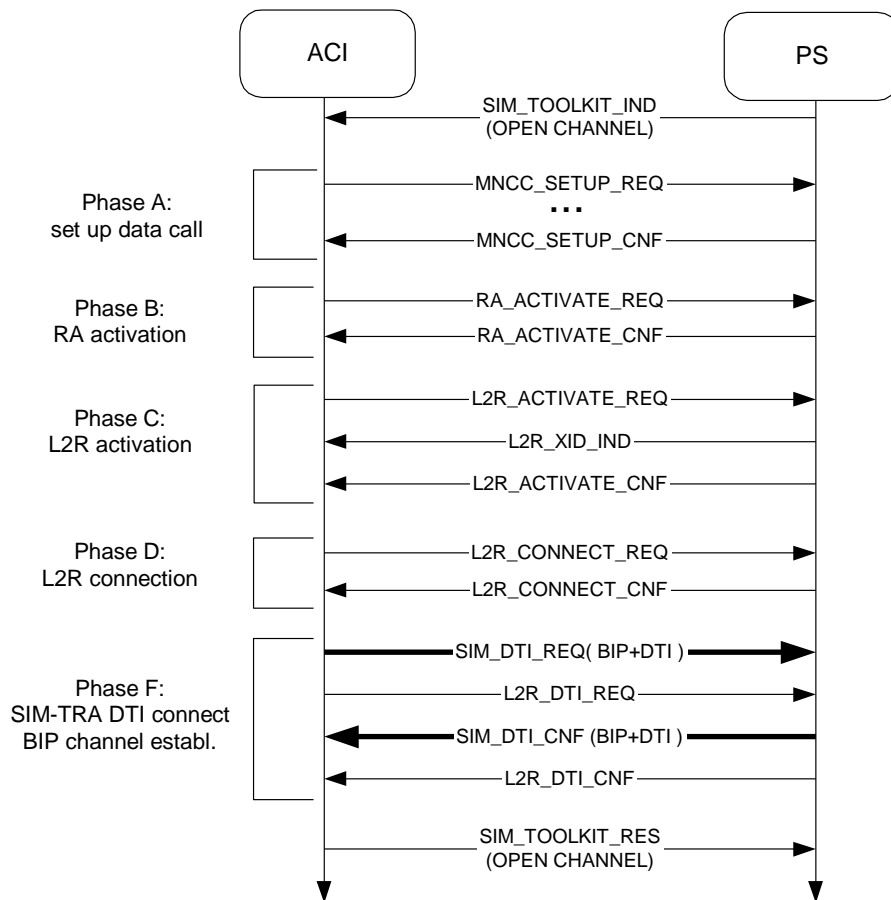 ACI
PS
SIM_TOOLKIT_IND
(OPEN CHANNEL)
Phase A:
set up data call
MNCC_SETUP_REQ
...
MNCC_SETUP_CNF
Phase B:
RA activation
RA_ACTIVATE_REQ
RA_ACTIVATE_CNF
Phase C:
L2R activation
L2R_ACTIVATE_REQ
L2R_XID_IND
L2R_ACTIVATE_CNF
Phase D:
L2R connection
L2R_CONNECT_REQ
L2R_CONNECT_CNF
Phase F:
SIM-TRA DTI connect
BIP channel establ.
SIM_DTI_REQ( BIP+DTI )
L2R_DTI_REQ
SIM_DTI_CNF (BIP+DTI )
L2R_DTI_CNF
SIM_TOOLKIT_RES
(OPEN CHANNEL)